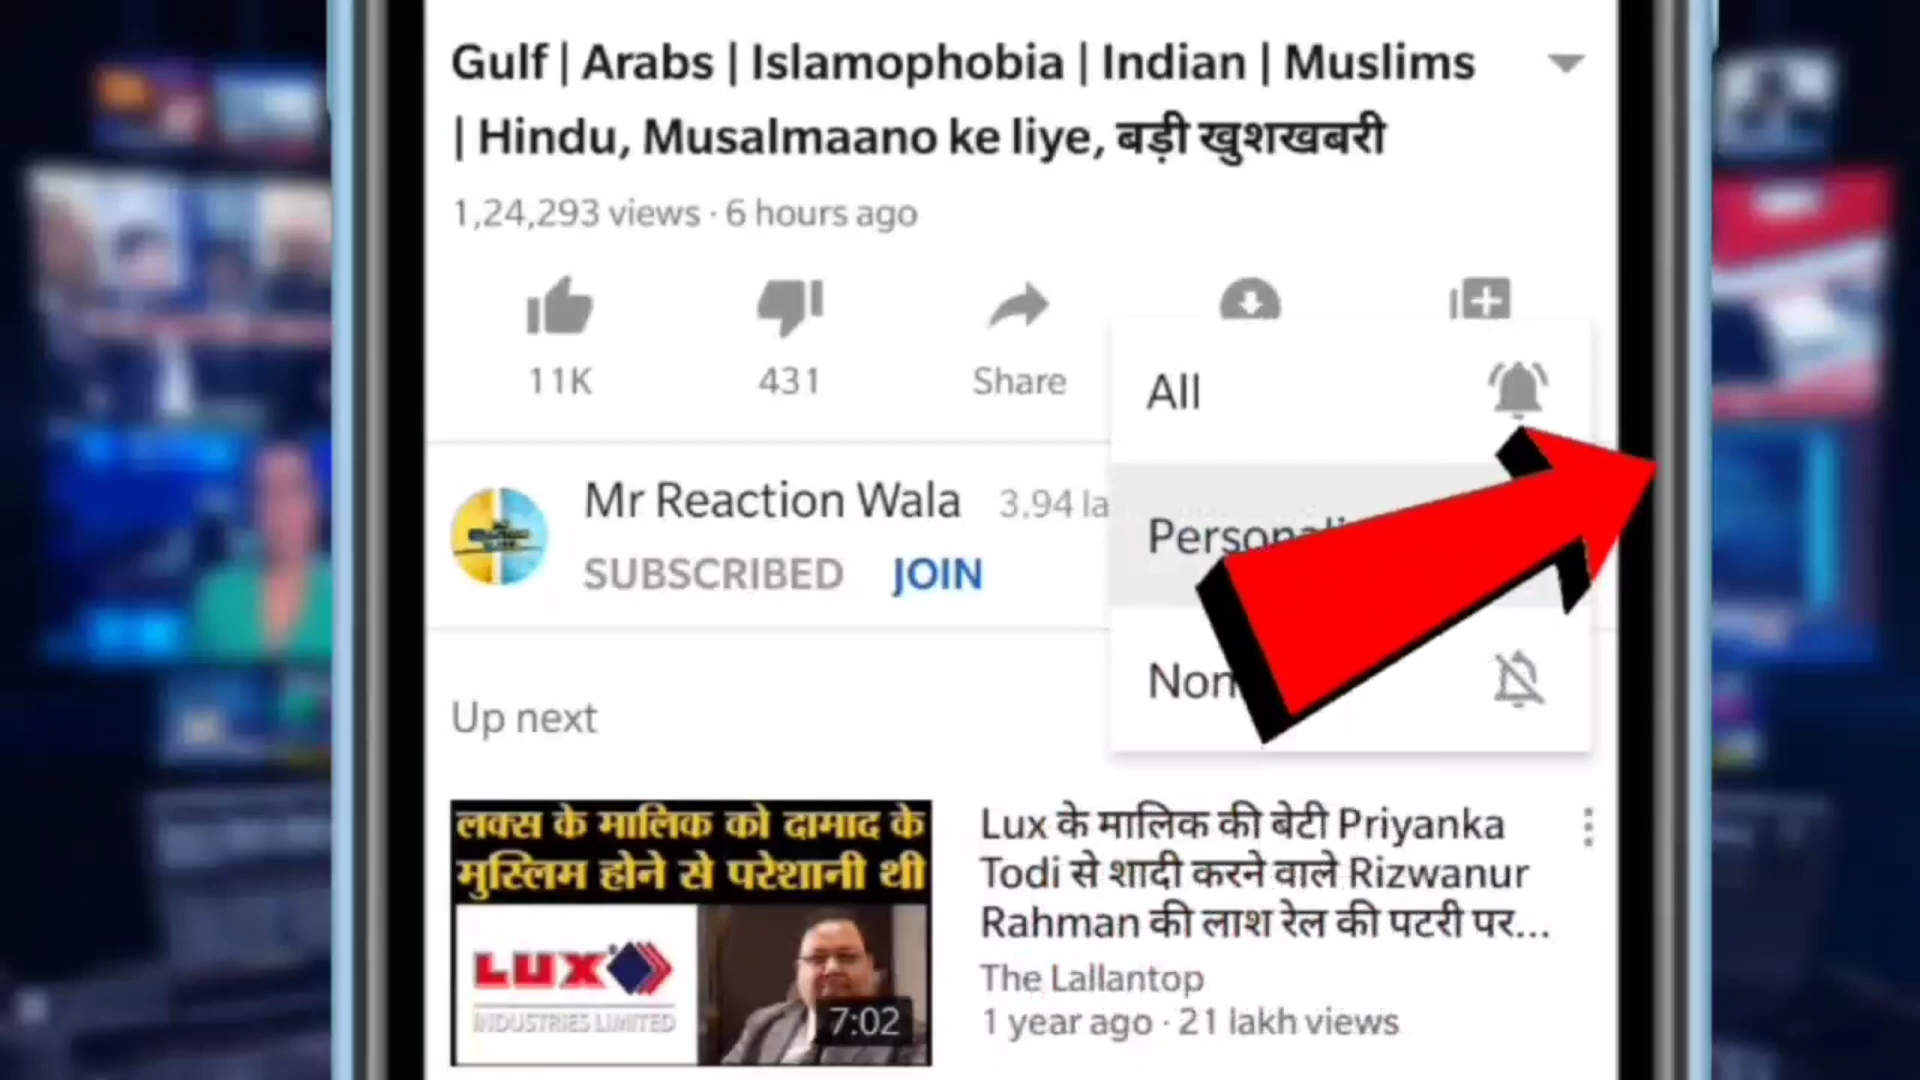 Gulf | Arabs | Islamophobia | Indian | Muslims
| Hindu, Musalmaano ke liye, बड़ी खुशखबरी
1,24,293 views · 6 hours ago
11K
431
Share
All
Mr Reaction Wala 3.94
SUBSCRIBED JOIN
Up next
लक्स के मालिक को दामाद के
मुस्लिम होने से परेशानी थी
LUX
INDUSTRIES LIMITED
7:02
Lux के मालिक की बेटी Priyanka
Todi से शादी करने वाले Rizwanur
Rahman की लाश रेल की पटरी पर...
The Lallantop
1 year ago · 21 lakh views